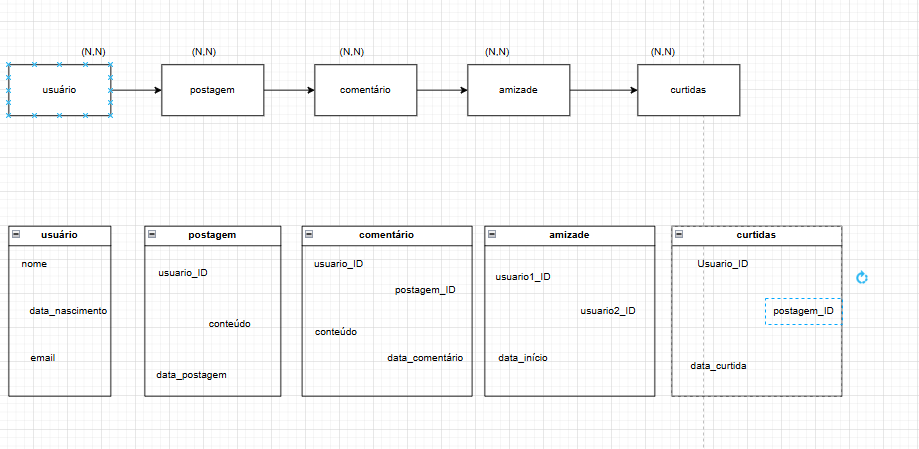 (N,N) (N,N) (N,N) (N,N) (N,N)
usuário postagem comentário amizade curtidas
usuário
nome
data_nascimento
email
postagem
usuario_ID
conteúdo
data_postagem
comentário
usuario_ID
postagem_ID
conteúdo
data_comentário
amizade
usuario1_ID
usuario2_ID
data_início
curtidas
Usuario_ID
postagem_ID
data_curtida